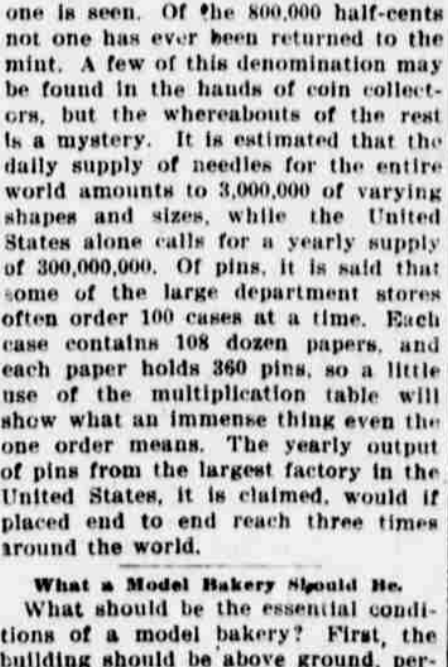 one is seen. Of the 800,000 half-cents
not one has ever been returned to the
mint. A few of this denomination may
be found in the hands of coin collect-
ors, but the whereabouts of the rest
is a mystery. It is estimated that the
daily supply of needles for the entire
world amounts to 3,000,000 of varying
shapes and sizes, while the United
States alone calls for a yearly supply
of 300,000,000. Of pins, it is said that
some of the large department stores
often order 100 cases at a time. Each
case contains 108 dozen papers, and
each paper holds 360 pins, so a little
use of the multiplication table will
show what an immense thing even the
one order means. The yearly output
of pins from the largest factory in the
United States, it is claimed, would if
placed end to end reach three times
around the world.
What a Model Bakery Should Be.
What should be the essential condi-
tions of a model bakery? First, the
building should be above ground, per-